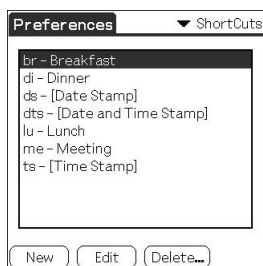 Preferences ShortCuts
br – Breakfast
di – Dinner
ds – [Date Stamp]
dts – [Date and Time Stamp]
lu – Lunch
me – Meeting
ts – [Time Stamp]
New Edit Delete...